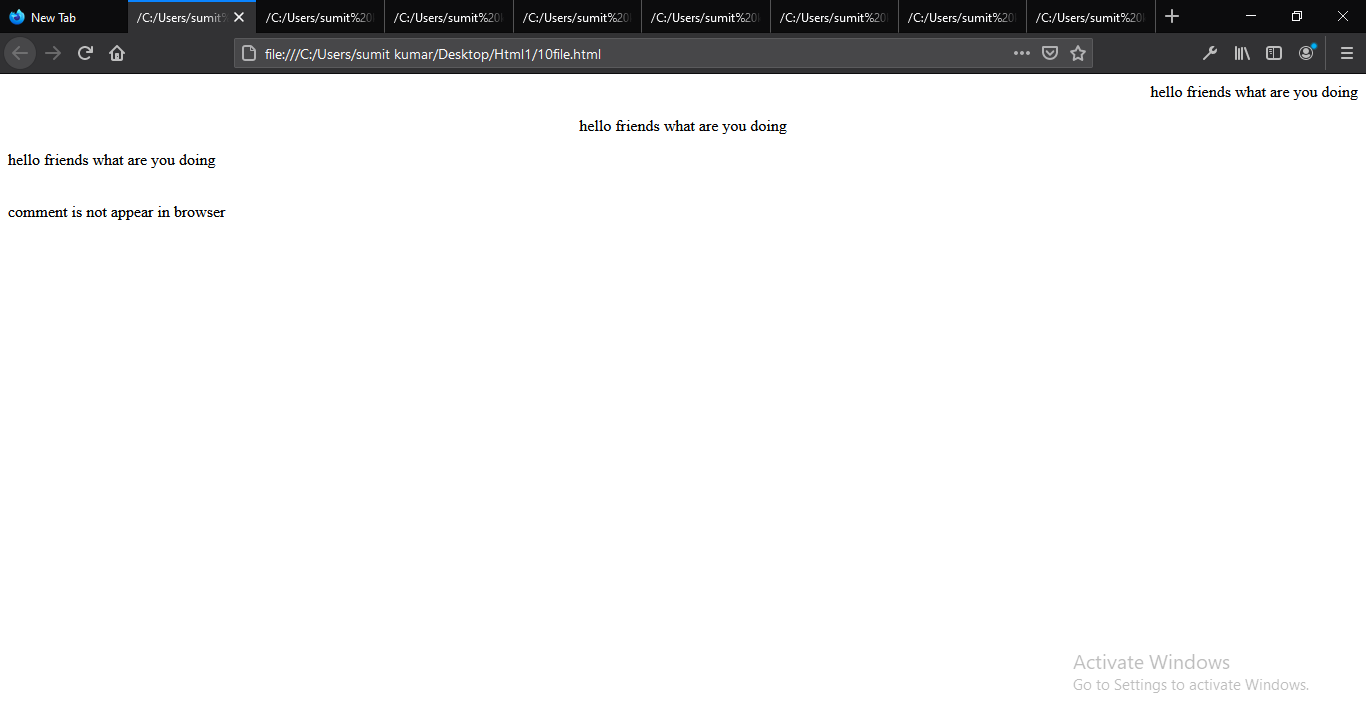 New Tab /C:/Users/sumit% /C:/Users/sumit%20 /C:/Users/sumit%20 /C:/Users/sumit%20 /C:/Users/sumit%20 /C:/Users/sumit%20 /C:/Users/sumit%20 /C:/Users/sumit%20
file:///C:/Users/sumit kumar/Desktop/Html1/10file.html
hello friends what are you doing
hello friends what are you doing
hello friends what are you doing
comment is not appear in browser
Activate Windows
Go to Settings to activate Windows.